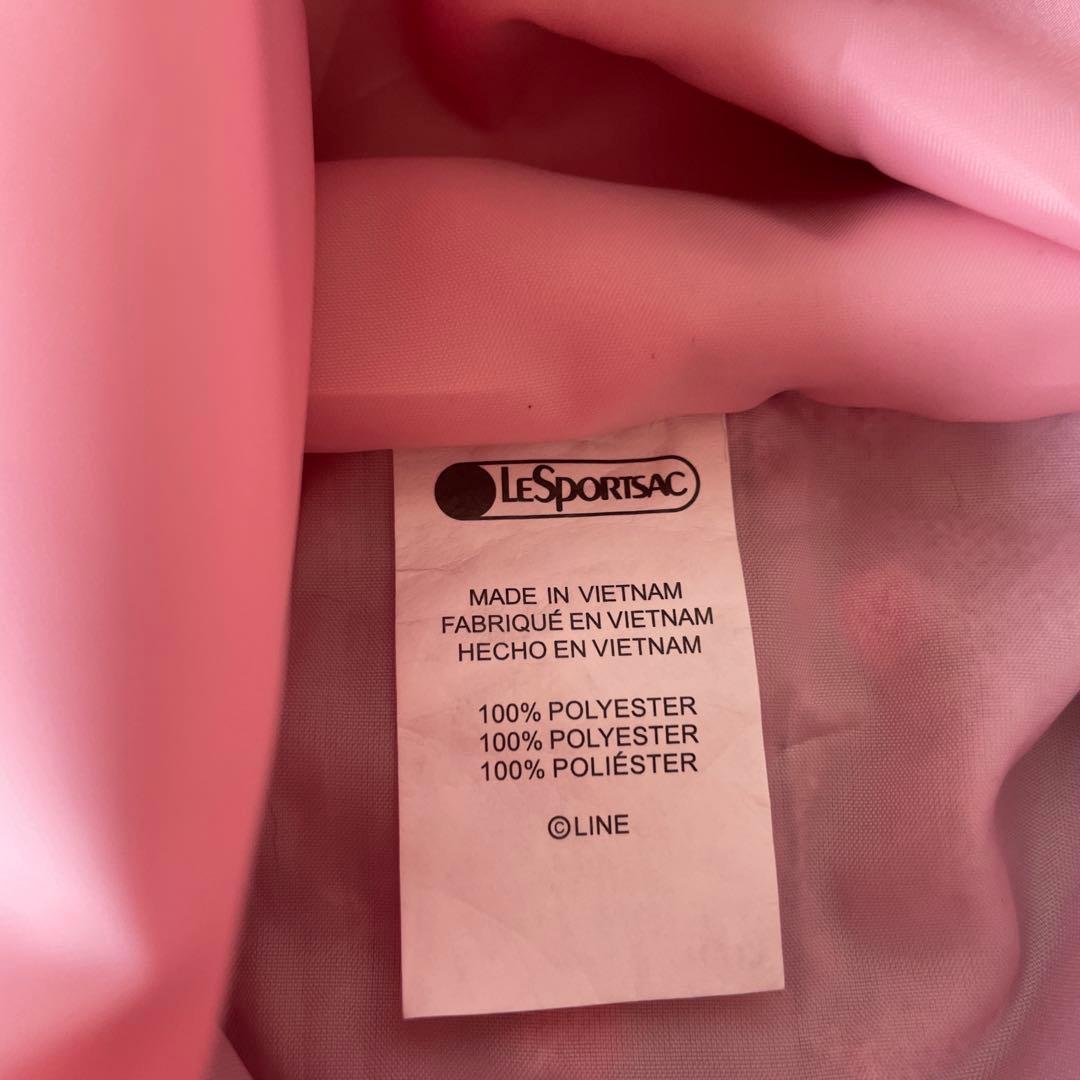 LESPORTSAC
MADE IN VIETNAM
FABRIQUÉ EN VIETNAM
HECHO EN VIETNAM
100% POLYESTER
100% POLYESTER
100% POLIÉSTER
©LINE